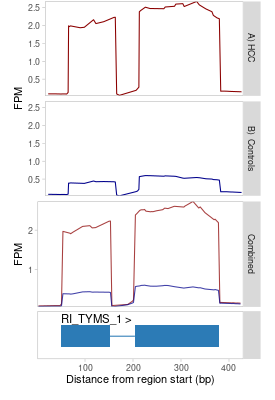 2.5
2.0
1.5
1.0
0.5
A) HCC
FPM
2.5
2.0
1.5
1.0
0.5
B) Controls
2
1
FPM
Combined
RI_TYMS_1 >
100 200 300 400
Distance from region start (bp)